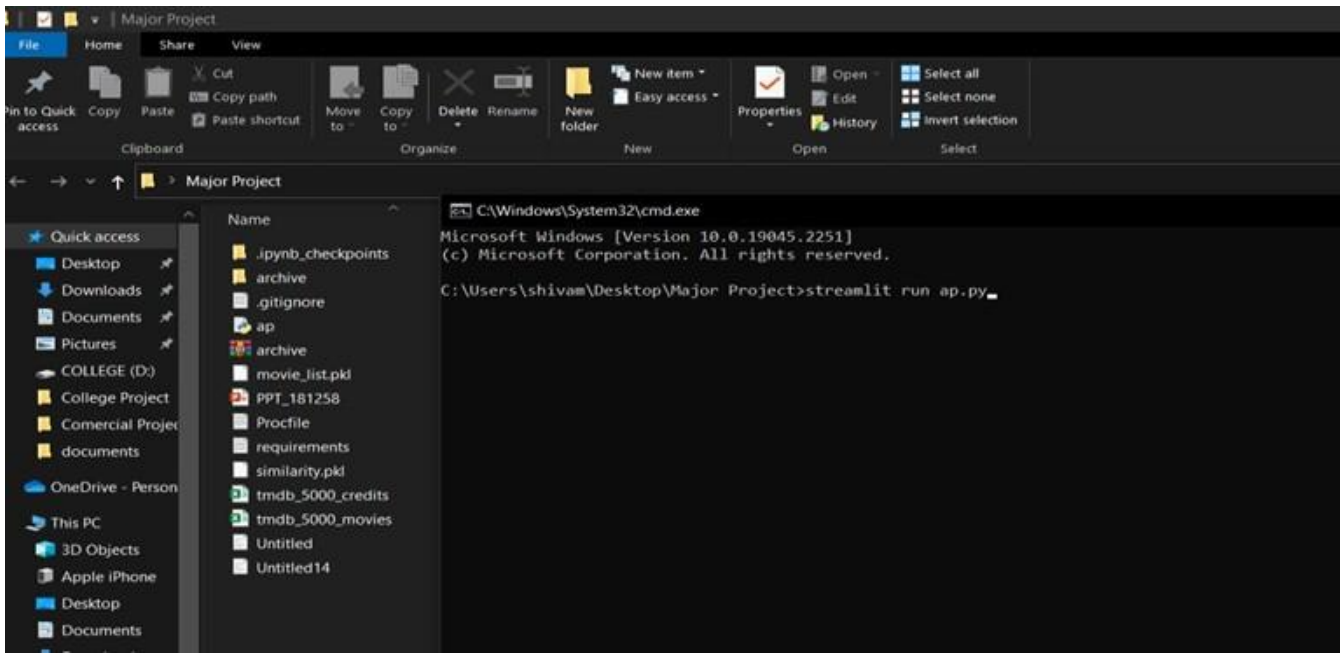 Major Project
File Home Share View
Pin to Quick access
Copy
Paste
Cut
Copy path
Paste shortcut
Clipboard
Move to
Copy to
Delete
Rename
Organize
New folder
New item
Easy access
New
Properties
Open
Edit
History
Open
Select all
Select none
Invert selection
Select
Major Project
Quick access
Desktop
Downloads
Documents
Pictures
COLLEGE (D:)
College Project
Comercial Projec
documents
OneDrive - Person
This PC
3D Objects
Apple iPhone
Desktop
Documents
Name
.ipynb_checkpoints
archive
.gitignore
ap
archive
movie_list.pkl
PPT_181258
Procfile
requirements
similarity.pkl
tmdb_5000_credits
tmdb_5000_movies
Untitled
Untitled14
C:\Windows\System32\cmd.exe
Microsoft Windows [Version 10.0.19045.2251]
(c) Microsoft Corporation. All rights reserved.
C:\Users\shivam\Desktop\Major Project>streamlit run ap.py